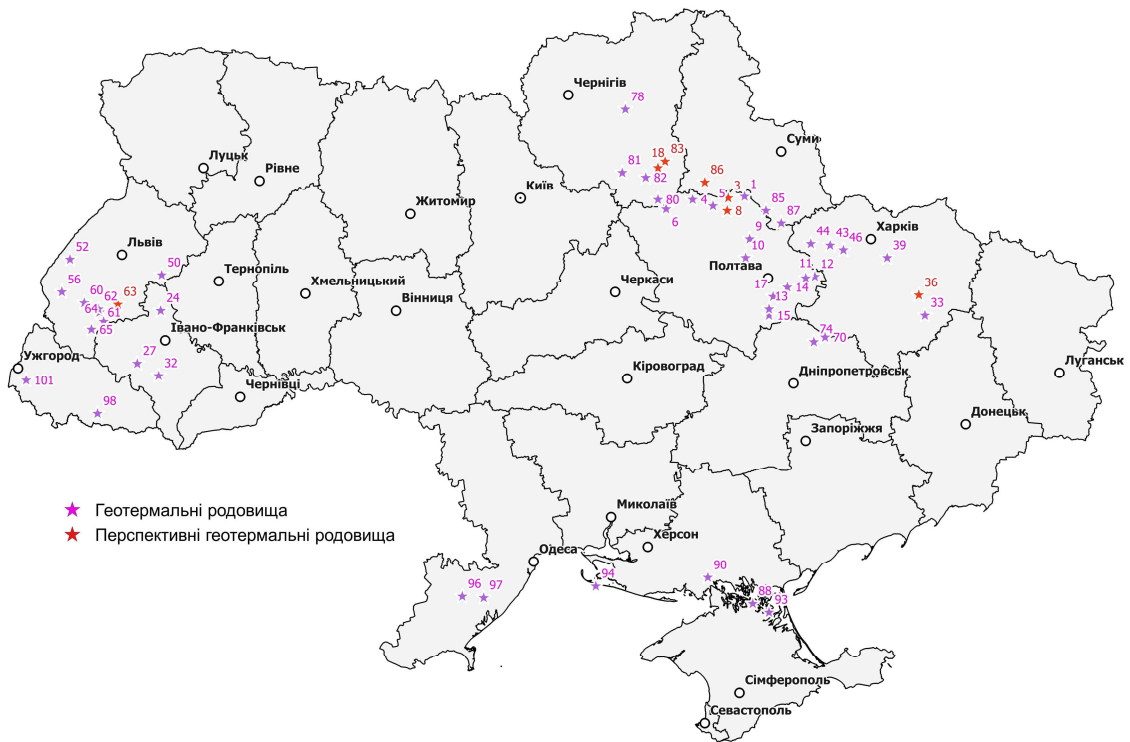 Чернігів
78
Суми
18
83
81
82
86
3
1
Луцьк
Рівне
Київ
Житомир
80
6
4
5
8
85
87
9
10
44
43
46
Харків
39
52
Львів
50
Тернопіль
Хмельницький
Черкаси
Полтава
11
12
36
33
56
60
62
63
64
61
65
24
Вінниця
17
14
13
15
Івано-Франківськ
74
70
Ужгород
101
27
32
Чернівці
Кіровоград
Дніпропетровськ
Луганськ
98
Донецьк
Запоріжжя
Геотермальні родовища
Перспективні геотермальні родовища
Миколаїв
Херсон
Одеса
96
97
94
90
88
93
Сімферополь
Севастополь